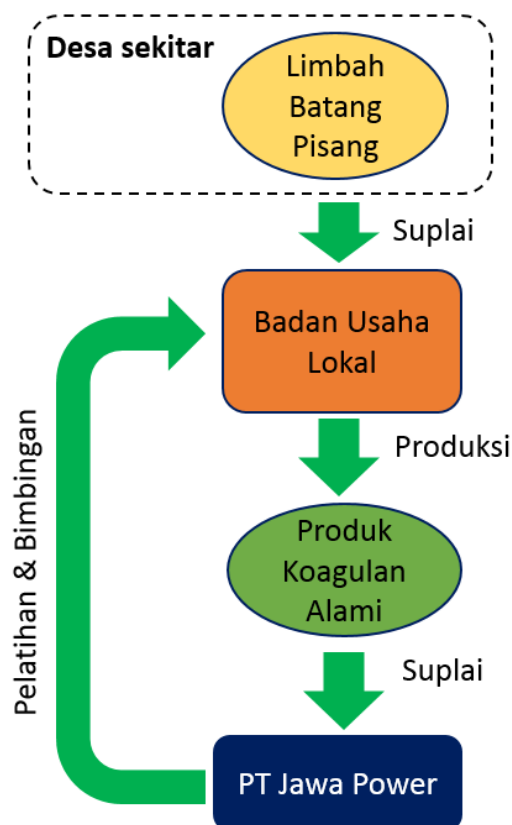 Desa sekitar
Limbah
Batang
Pisang
Suplai
Badan Usaha
Lokal
Produksi
Pelatihan & Bimbingan
Produk
Koagulan
Alami
Suplai
PT Jawa Power